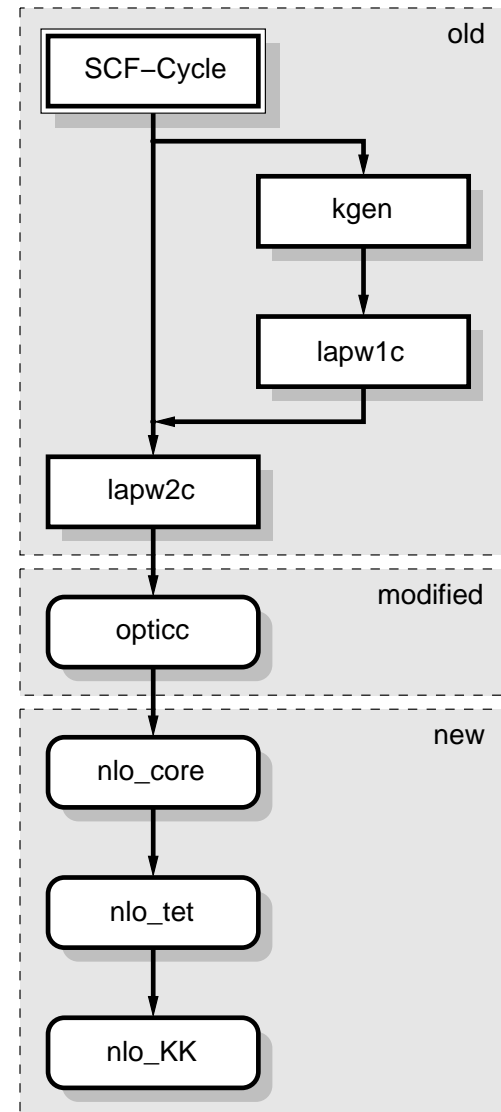 old
SCF−Cycle
kgen
lapw1c
lapw2c
modified
opticc
new
nlo_core
nlo_tet
nlo_KK